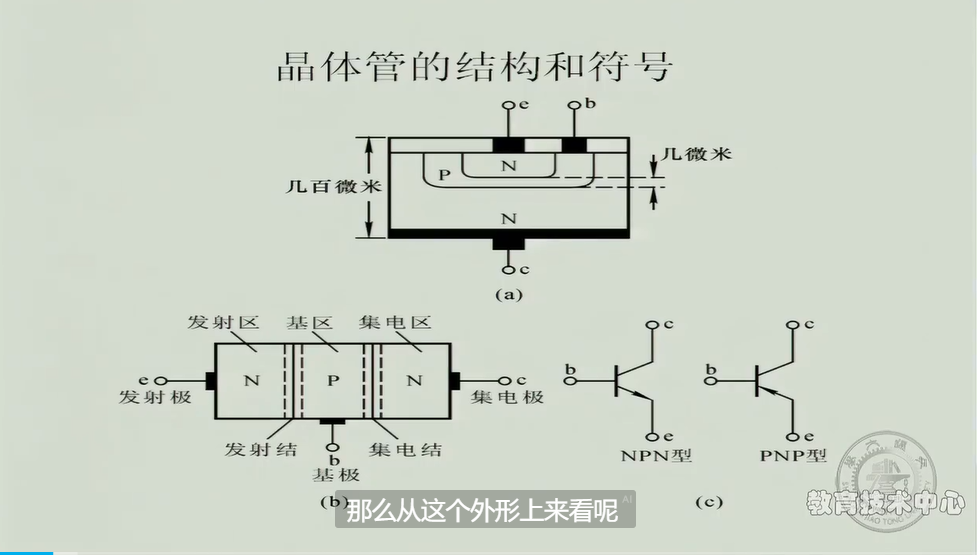 晶体管的结构和符号
e
b
几微米
N
P
几百微米
N
c
(a)
发射区
基区
集电区
c
c
e
N
P
N
c
b
b
发射极
集电极
发射结
b
集电结
e
e
基极
NPN型
PNP型
(b)
(c)
那么从这个外形上来看呢
AI
教育技术中心